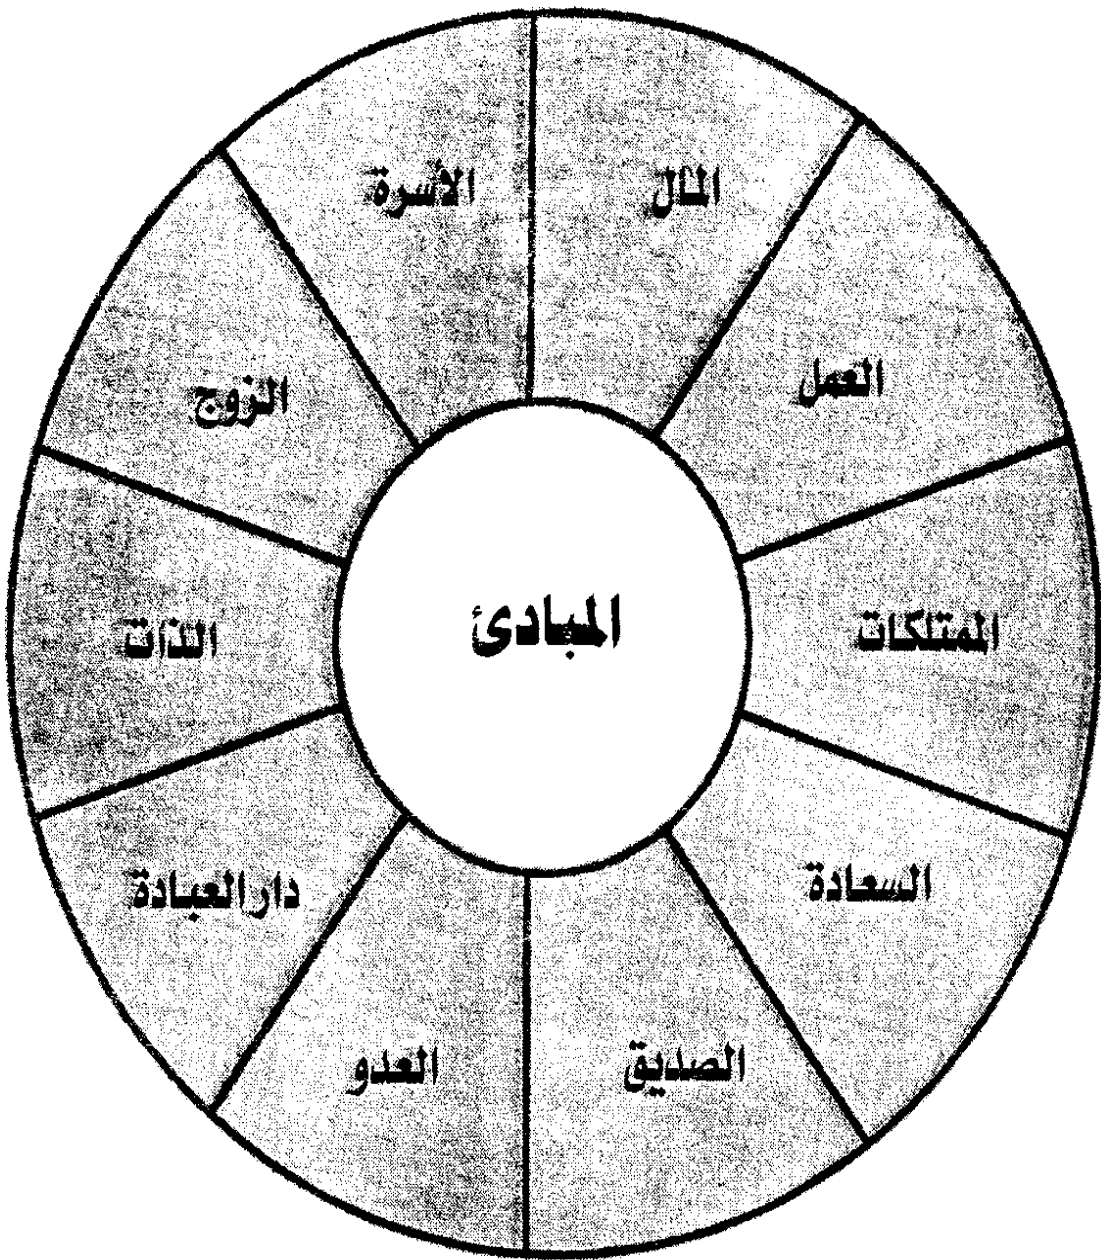 المال
الأسرة
العمل
الزوج
المبادئ
الممتلكات
الذات
السعادة
دار العبادة
الصديق
العدو